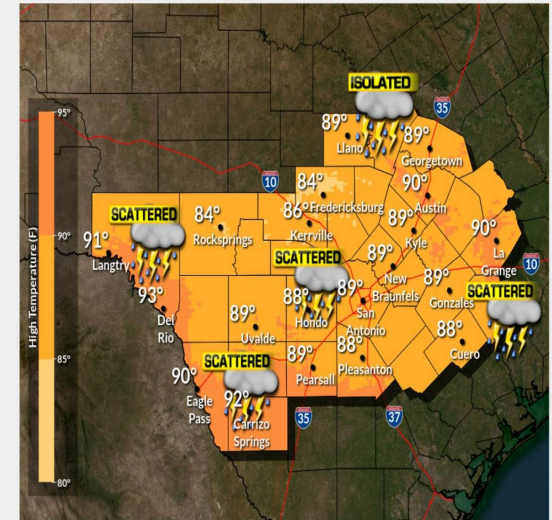 ISOLATED
35
89°
Llano
89°
Georgetown
95°
10
84°
Fredericksburg
90°
Austin
SCATTERED
84°
Rocksprings
86°
Kerrville
89°
Kyle
90°
La
Grange
90°
91°
Langtry
SCATTERED
89°
New
Braunfels
10
High Temperature (F)
93°
Del
Rio
88°
Hondo
89°
San
Antonio
89°
Gonzales
SCATTERED
89°
Uvalde
88°
Cuero
85°
SCATTERED
89°
Pearsall
88°
Pleasanton
90°
Eagle
Pass
92°
Carrizo
Springs
35
37
80°